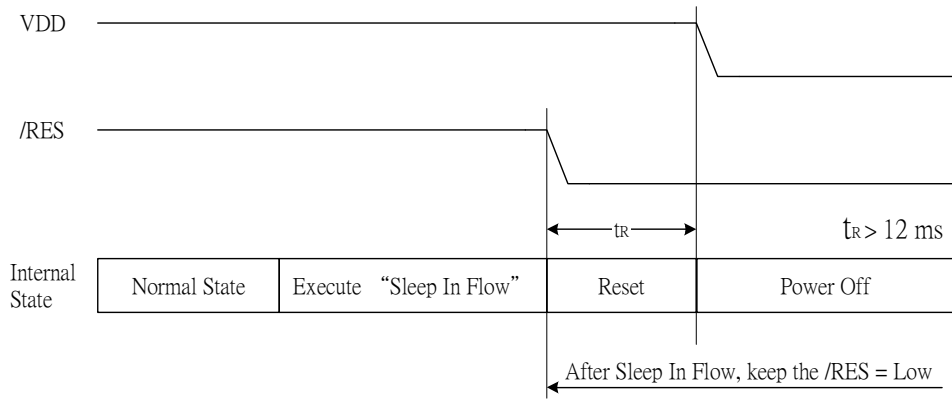 VDD
/RES
tR
tR > 12 ms
Internal
State
Normal State
Execute “Sleep In Flow”
Reset
Power Off
After Sleep In Flow, keep the /RES = Low